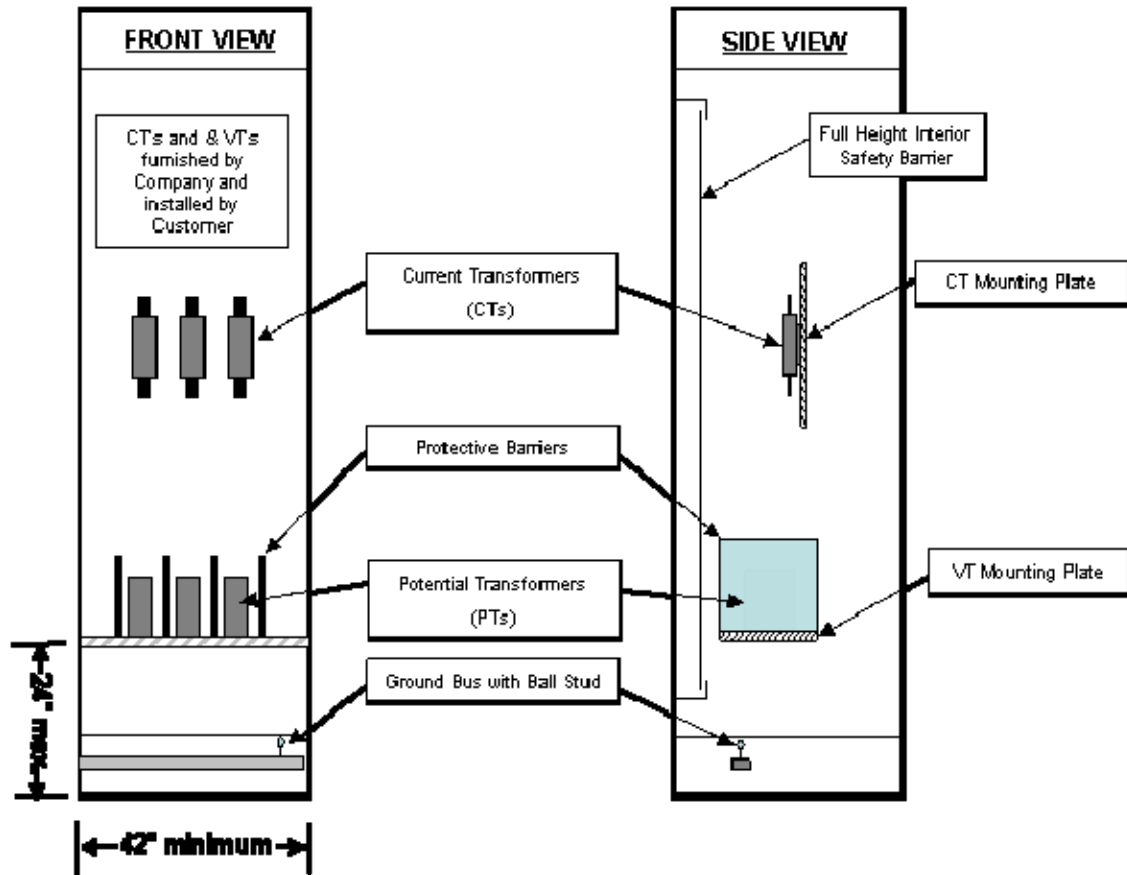 FRONT VIEW
SIDE VIEW
CTs and & VTs
furnished by
Company and
installed by
Customer
Full Height Interior
Safety Barrier
Current Transformers
(CTs)
CT Mounting Plate
Protective Barriers
Potential Transformers
(PTs)
VT Mounting Plate
Ground Bus with Ball Stud
24" max.
42" minimum